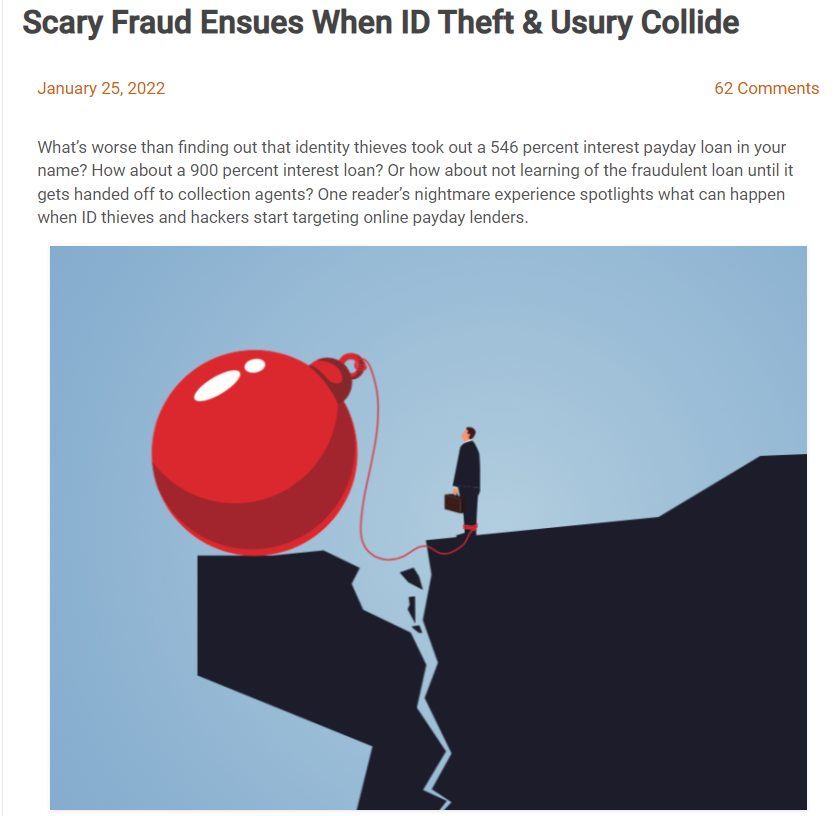 Scary Fraud Ensues When ID Theft & Usury Collide
January 25, 2022
62 Comments
What's worse than finding out that identity thieves took out a 546 percent interest payday loan in your
name? How about a 900 percent interest loan? Or how about not learning of the fraudulent loan until it
gets handed off to collection agents? One reader's nightmare experience spotlights what can happen
when ID thieves and hackers start targeting online payday lenders.